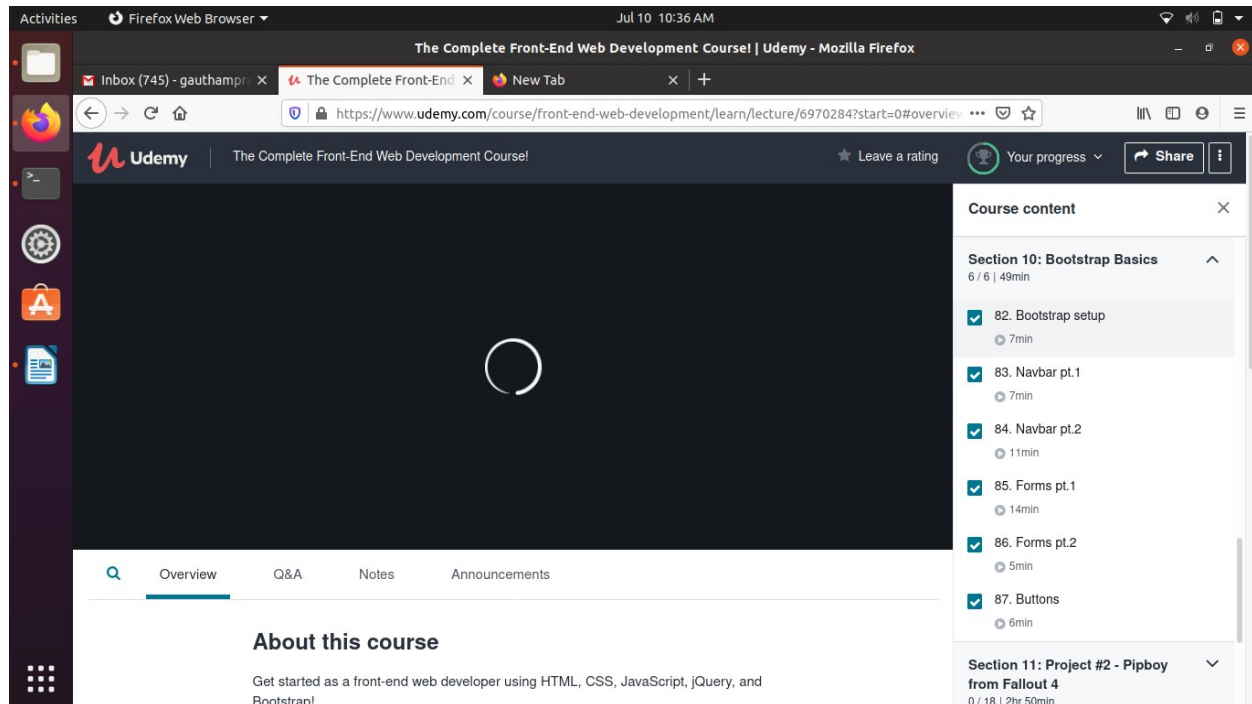 Activities
Firefox Web Browser
Jul 10 10:36 AM
The Complete Front-End Web Development Course! | Udemy - Mozilla Firefox
Inbox (745) - gauthampra
The Complete Front-End
New Tab
https://www.udemy.com/course/front-end-web-development/learn/lecture/6970284?start=0#overview
Udemy
The Complete Front-End Web Development Course!
Leave a rating
Your progress
Share
Course content
Section 10: Bootstrap Basics
6 / 6 | 49min
82. Bootstrap setup
7min
83. Navbar pt.1
7min
84. Navbar pt.2
11min
85. Forms pt.1
14min
86. Forms pt.2
5min
87. Buttons
6min
Section 11: Project #2 - Pipboy
from Fallout 4
0 / 18 | 2hr 50min
Overview
Q&A
Notes
Announcements
About this course
Get started as a front-end web developer using HTML, CSS, JavaScript, jQuery, and
Bootstrap!